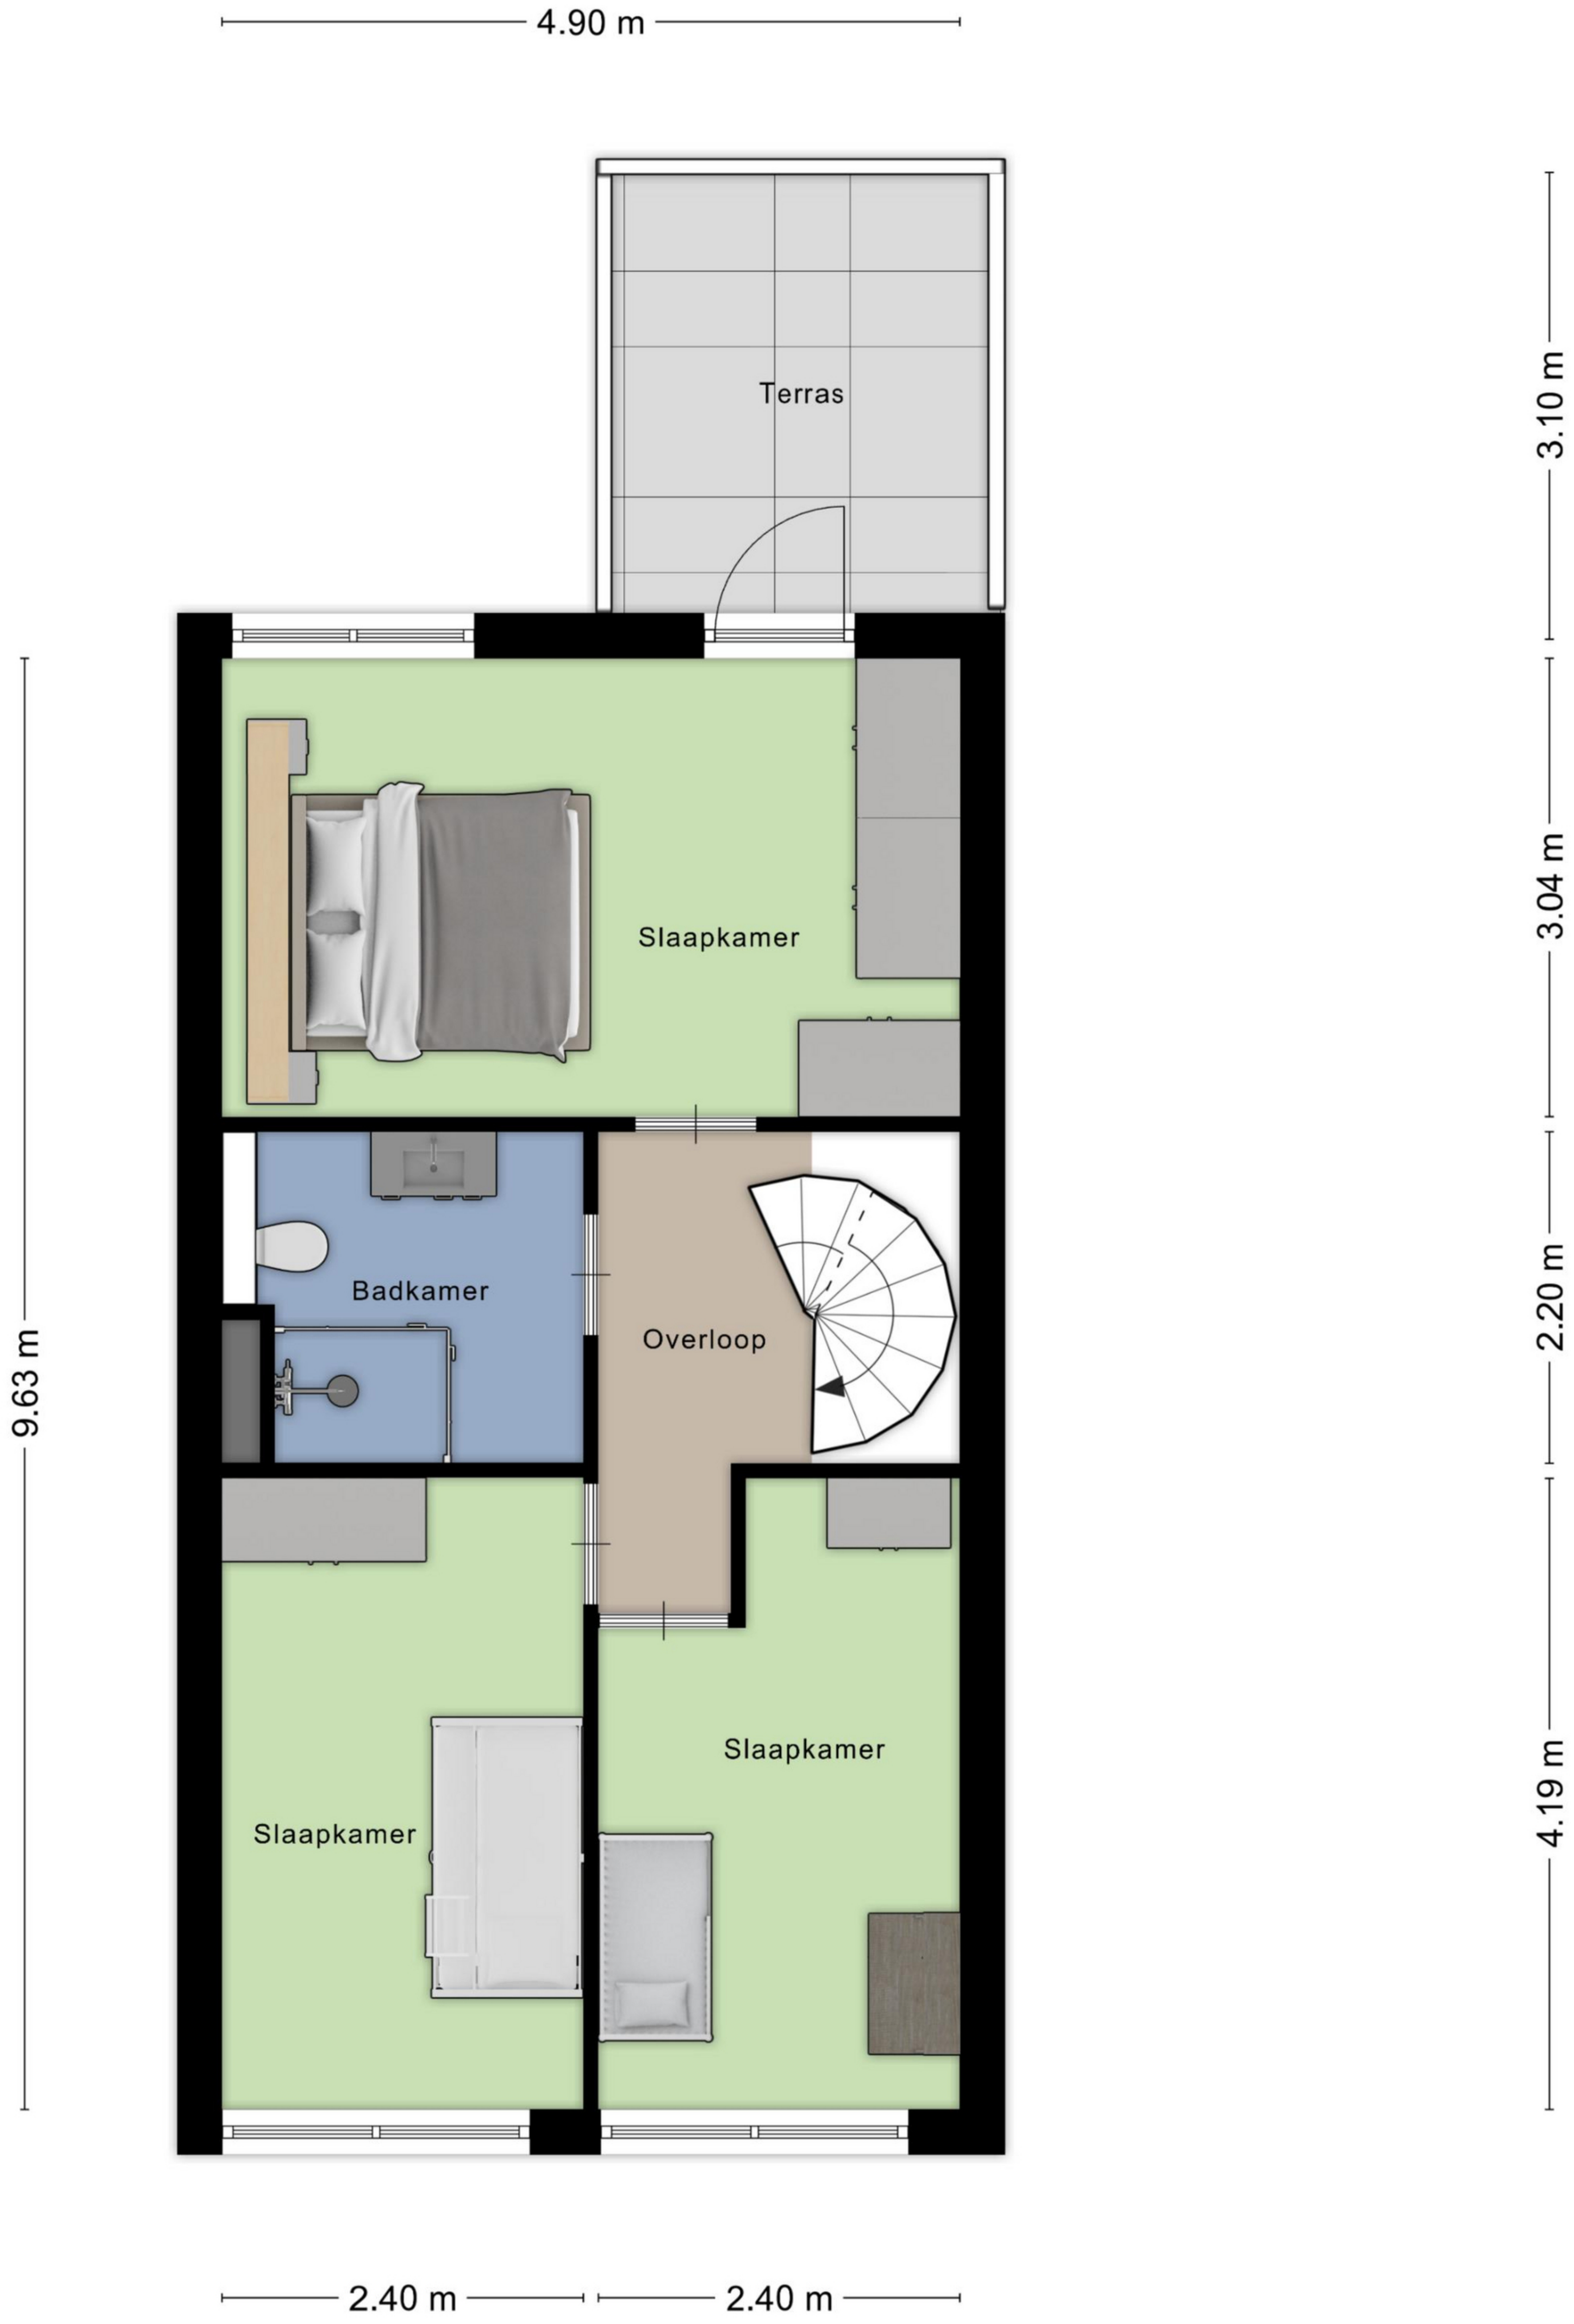 4.90 m
Terras
3.10 m
Slaapkamer
3.04 m
Badkamer
Overloop
2.20 m
9.63 m
Slaapkamer
Slaapkamer
4.19 m
2.40 m
2.40 m